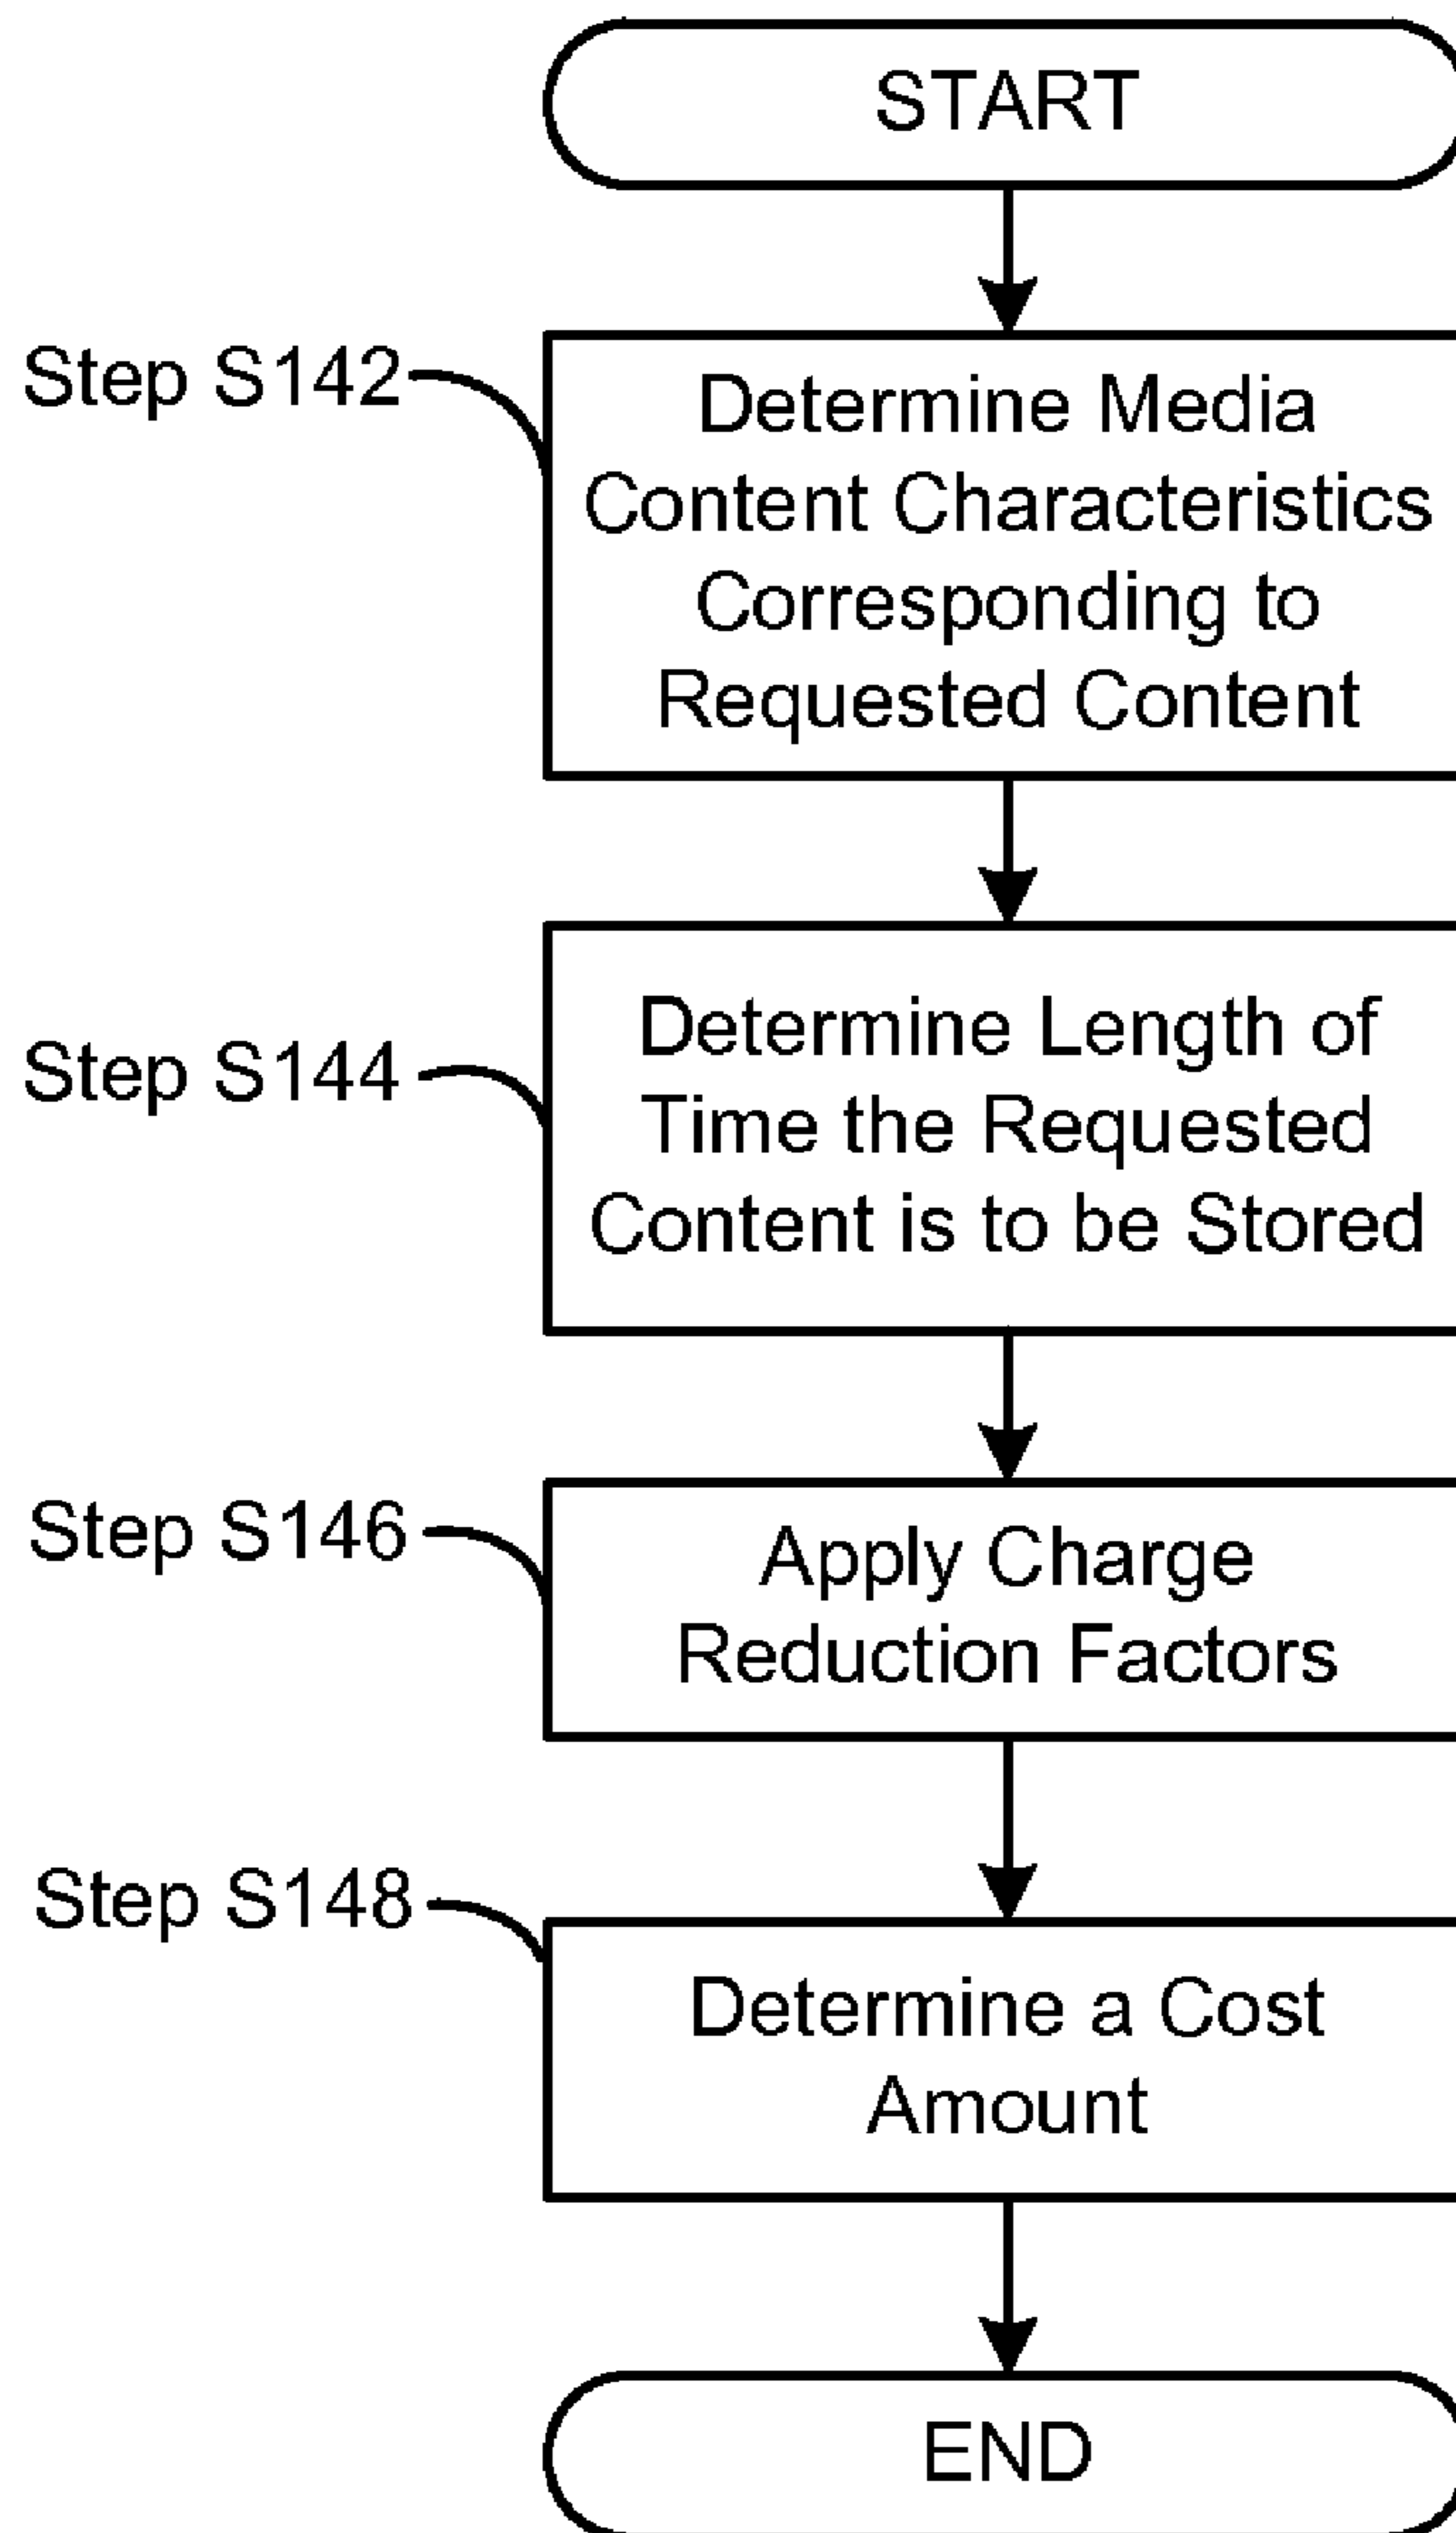 START
Step S142
Determine Media
Content Characteristics
Corresponding to
Requested Content
Step S144
Determine Length of
Time the Requested
Content is to be Stored
Step S146
Apply Charge
Reduction Factors
Step S148
Determine a Cost
Amount
END